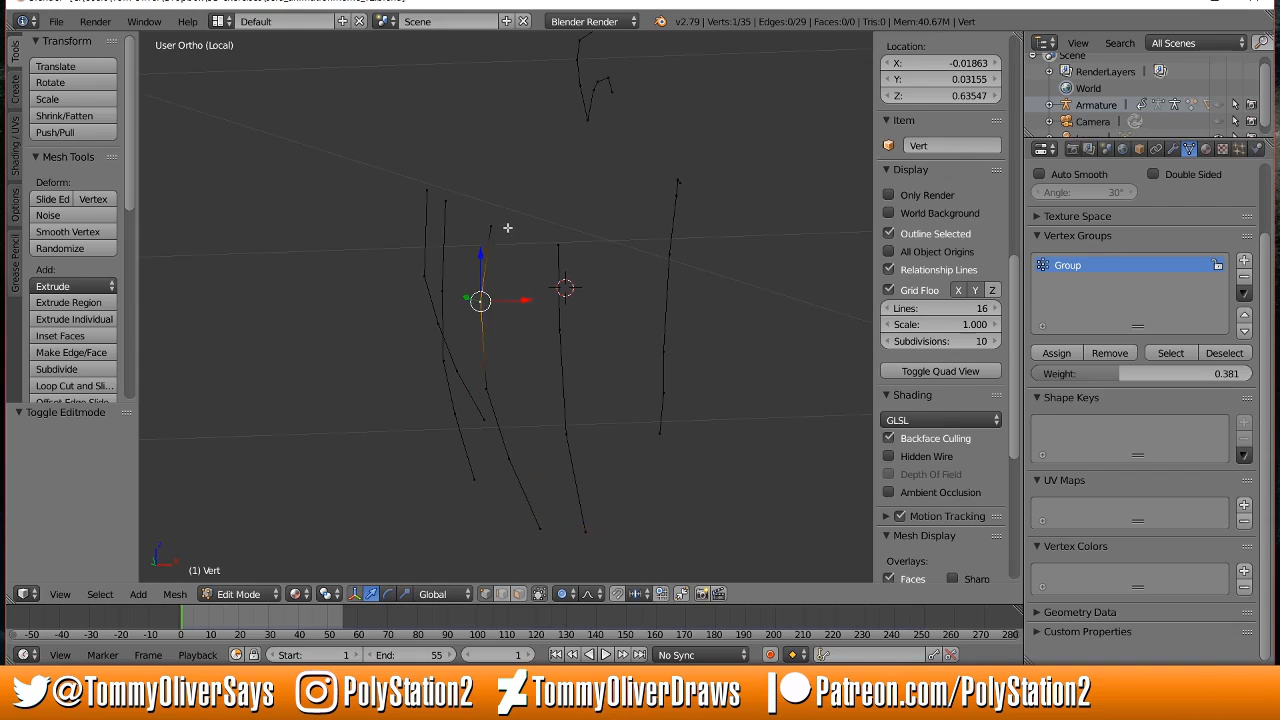 File Render Window Help Default Scene Blender Render v2.79 | Verts:1/35 | Edges:0/29 | Faces:0/0 | Tris:0 | Mem:40.67M | Vert
Tools
Create
Shading / UVs
Options
Grease Pencil
Transform
Translate
Rotate
Scale
Shrink/Fatten
Push/Pull
Mesh Tools
Deform:
Slide Ed Vertex
Noise
Smooth Vertex
Randomize
Add:
Extrude
Extrude Region
Extrude Individual
Inset Faces
Make Edge/Face
Subdivide
Loop Cut and Sli...
Offset Edge Slide
Toggle Editmode
User Ortho (Local)
(1) Vert
Location:
X: -0.01863
Y: 0.03155
Z: 0.63547
Item
Vert
Display
Only Render
World Background
Outline Selected
All Object Origins
Relationship Lines
Grid Floo X Y Z
Lines: 16
Scale: 1.000
Subdivisions: 10
Toggle Quad View
Shading
GLSL
Backface Culling
Hidden Wire
Depth Of Field
Ambient Occlusion
Motion Tracking
Mesh Display
Overlays:
Faces Sharp
View Search All Scenes
Scene
RenderLayers
World
Armature
Camera
Auto Smooth Double Sided
Angle: 30°
Texture Space
Vertex Groups
Group
Assign Remove Select Deselect
Weight: 0.381
Shape Keys
UV Maps
Vertex Colors
Geometry Data
Custom Properties
View Select Add Mesh Edit Mode Global
-50 -40 -30 -20 -10 0 10 20 30 40 50 60 70 80 90 100 110 120 130 140 150 160 170 180 190 200 210 220 230 240 250 260 270 280
View Marker Frame Playback Start: 1 End: 55 1 No Sync
@TommyOliverSays PolyStation2 TommyOliverDraws Patreon.com/PolyStation2